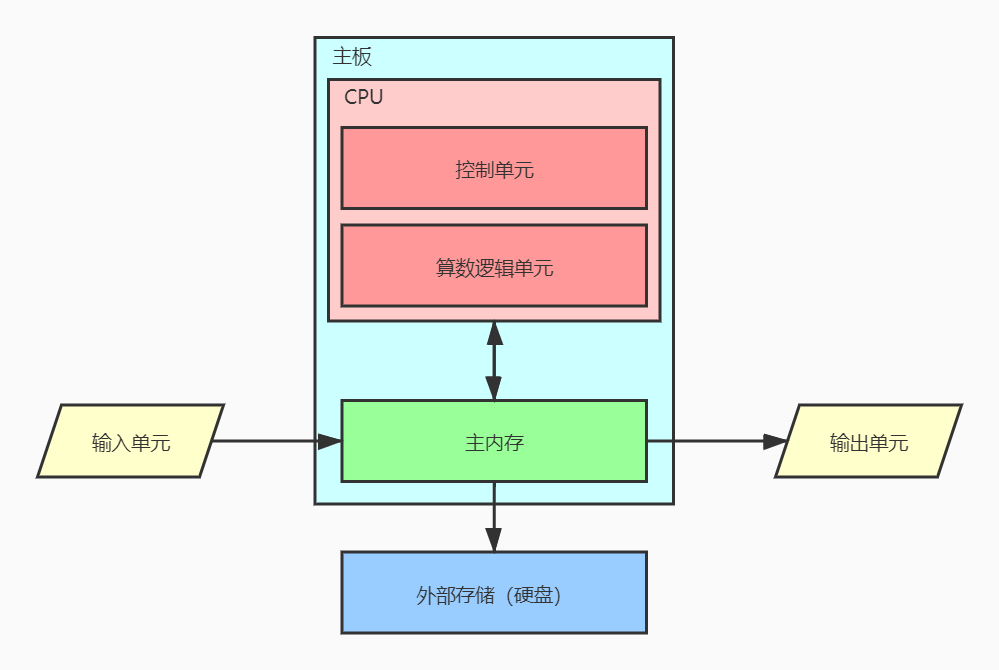 主板
CPU
控制单元
算数逻辑单元
输入单元
主内存
输出单元
外部存储（硬盘）